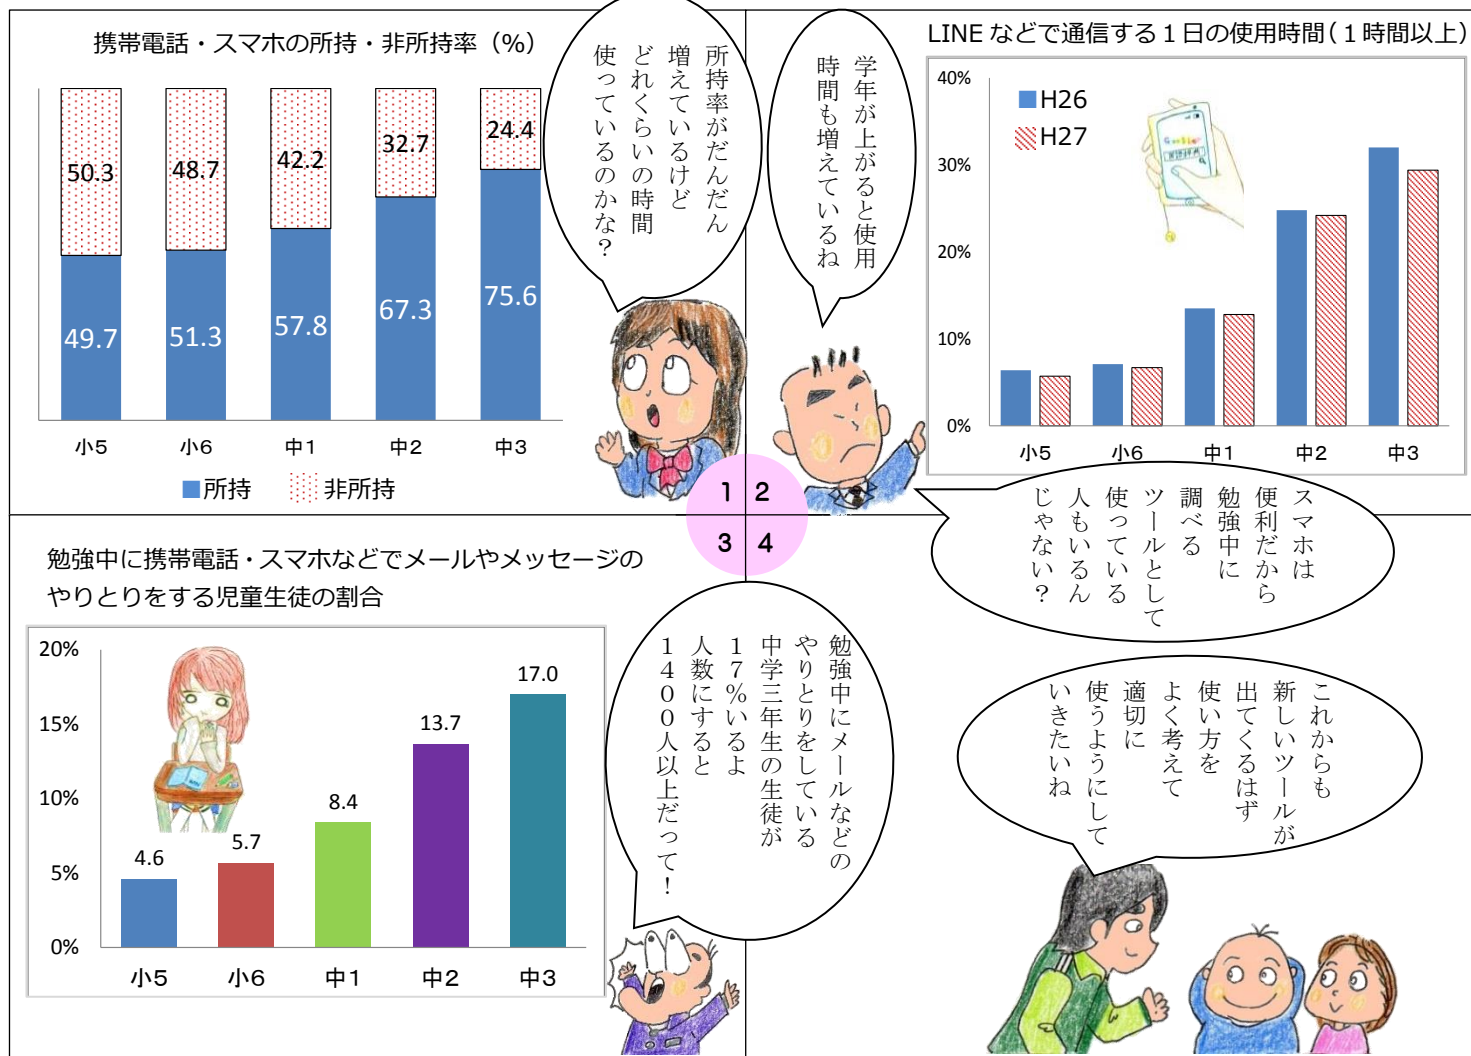 携帯電話・スマホの所持・非所持率（%）
50.3
48.7
42.2
32.7
24.4
49.7
51.3
57.8
67.3
75.6
小5
小6
中1
中2
中3
所持
非所持
所持率がだんだん
増えているけど
どれくらいの時間
使っているのかな？
1
学年が上がると使用
時間も増えているね
LINE などで通信する１日の使用時間（１時間以上）
40%
30%
20%
10%
0%
H26
H27
Google
小5
小6
中1
中2
中3
2
スマホは
便利だから
勉強中に
調べる
ツールとして
使っている
人もいるん
じゃない？
3
勉強中に携帯電話・スマホなどでメールやメッセージの
やりとりをする児童生徒の割合
20%
15%
10%
5%
0%
4.6
5.7
8.4
13.7
17.0
小5
小6
中1
中2
中3
勉強中にメールなどの
やりとりをしている
中学三年生の生徒が
１７％いるよ
人数にすると
１４００人以上だって！
4
これからも
新しいツールが
出てくるはず
使い方を
よく考えて
適切に
使うようにして
いきたいね